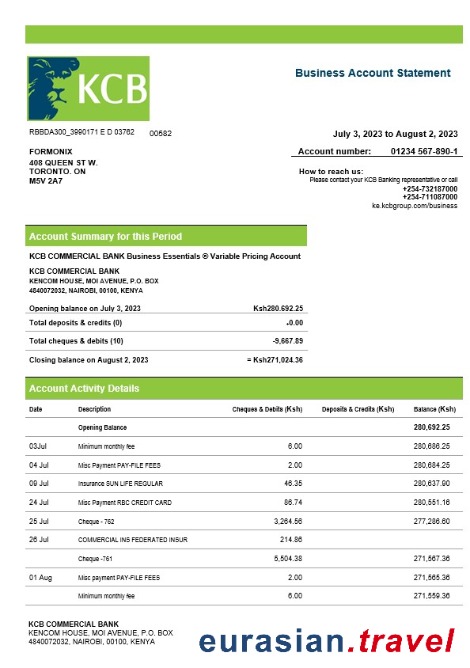 KCB
Business Account Statement
RBBDA300_3990171 E D 03762 00582
July 3, 2023 to August 2, 2023
FORMONIX
408 QUEEN ST W.
TORONTO. ON
M5V 2A7
Account number: 01234 567-890-1
How to reach us:
Please contact your KCB Banking representative or call
+254-732187000
+254-711087000
ke.kcbgroup.com/business
Account Summary for this Period
KCB COMMERCIAL BANK Business Essentials ® Variable Pricing Account
KCB COMMERCIAL BANK
KENCOM HOUSE, MOI AVENUE, P.O. BOX
4840072032, NAIROBI, 00100, KENYA
Opening balance on July 3, 2023 Ksh280.692.25
Total deposits & credits (0) -0.00
Total cheques & debits (10) -9,667.89
Closing balance on August 2, 2023 = Ksh271,024.36
Account Activity Details
Date Description Cheques & Debits (Ksh) Deposits & Credits (Ksh) Balance (Ksh)
Opening Balance 280,692.25
03Jul Minimum monthly fee 6.00 280,686.25
04 Jul Misc Payment PAY-FILE FEES 2.00 280,684.25
09 Jul Insurance SUN LIFE REGULAR 46.35 280,637.90
24 Jul Misc Payment RBC CREDIT CARD 86.74 280,551.16
25 Jul Cheque - 752 3,264.56 277,286.60
26 Jul COMMERCIAL INS FEDERATED INSUR 214.86
Cheque -761 5,504.38 271,567.36
01 Aug Misc payment PAY-FILE FEES 2.00 271,565.36
Minimum monthly fee 6.00 271,559.36
KCB COMMERCIAL BANK
KENCOM HOUSE, MOI AVENUE, P.O. BOX
4840072032, NAIROBI, 00100, KENYA
eurasian.travel